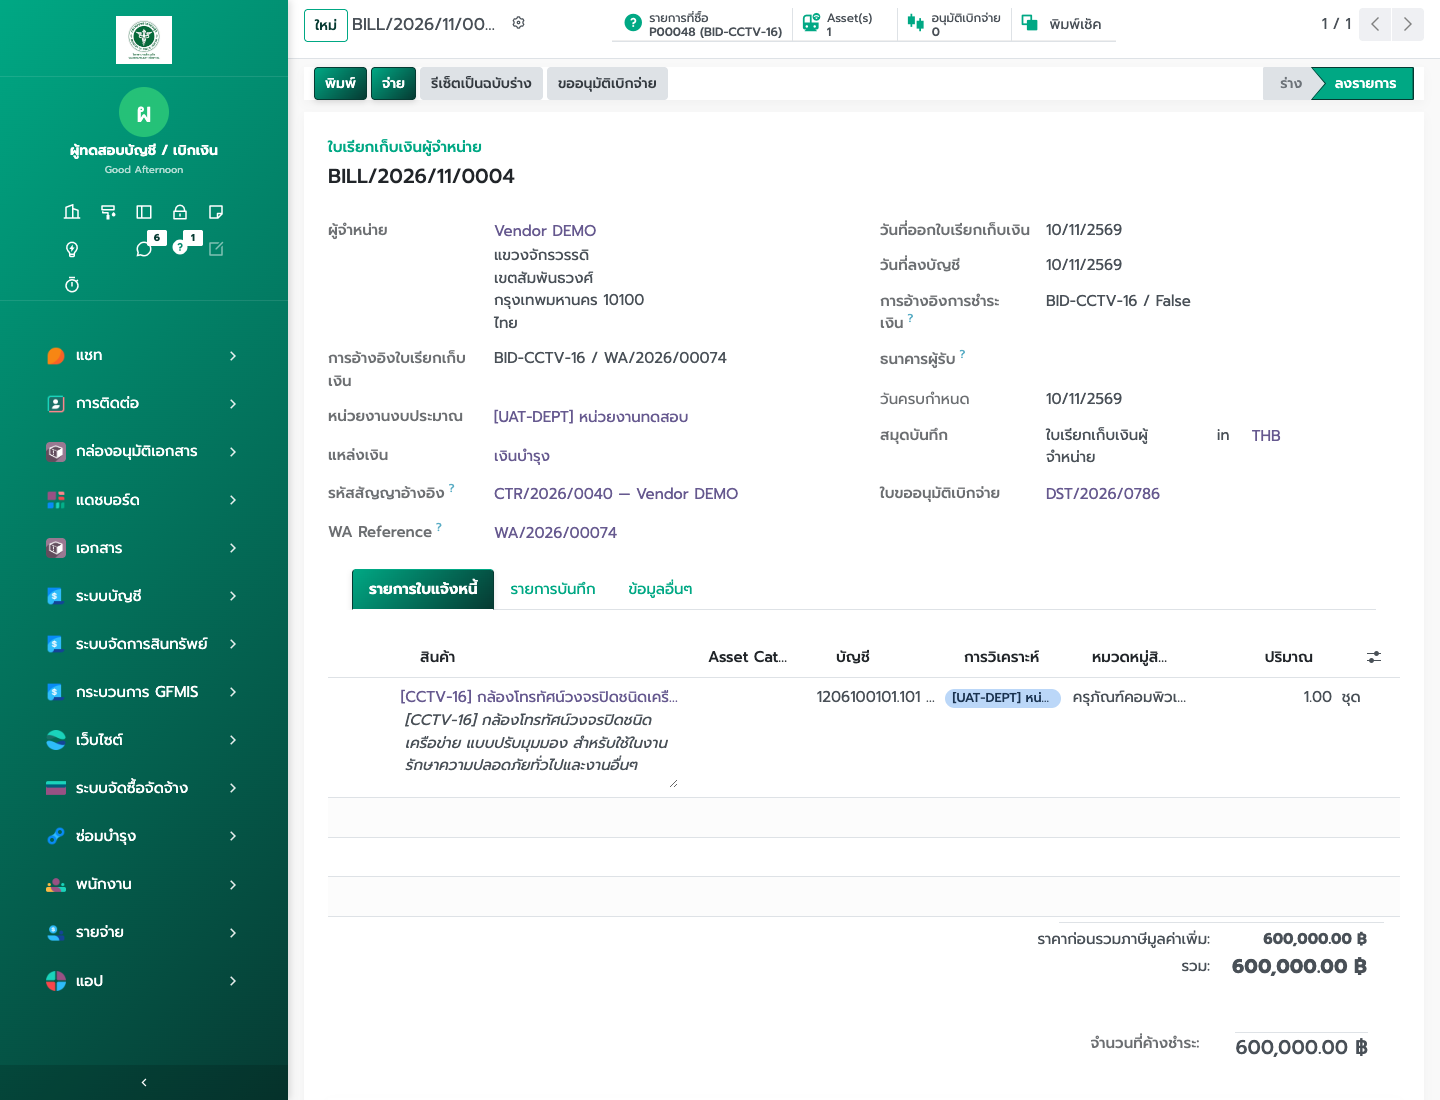 ใหม่
BILL/2026/11/00...
รายการที่ซื้อ
P00048 (BID-CCTV-16)
Asset(s)
1
อนุมัติเบิกจ่าย
0
พิมพ์เช็ค
1 / 1
พิมพ์
จ่าย
รีเซ็ตเป็นฉบับร่าง
ขออนุมัติเบิกจ่าย
ร่าง
ลงรายการ
ผ
ผู้ทดสอบบัญชี / เบิกเงิน
Good Afternoon
6
1
แชท
การติดต่อ
กล่องอนุมัติเอกสาร
แดชบอร์ด
เอกสาร
ระบบบัญชี
ระบบจัดการสินทรัพย์
กระบวนการ GFMIS
เว็บไซต์
ระบบจัดซื้อจัดจ้าง
ซ่อมบำรุง
พนักงาน
รายจ่าย
แอป
ใบเรียกเก็บเงินผู้จำหน่าย
BILL/2026/11/0004
ผู้จำหน่าย
Vendor DEMO
แขวงจักรวรรดิ
เขตสัมพันธวงศ์
กรุงเทพมหานคร 10100
ไทย
การอ้างอิงใบเรียกเก็บ
เงิน
BID-CCTV-16 / WA/2026/00074
หน่วยงานงบประมาณ
[UAT-DEPT] หน่วยงานทดสอบ
แหล่งเงิน
เงินบำรุง
รหัสสัญญาอ้างอิง ?
CTR/2026/0040 — Vendor DEMO
WA Reference ?
WA/2026/00074
วันที่ออกใบเรียกเก็บเงิน
10/11/2569
วันที่ลงบัญชี
10/11/2569
การอ้างอิงการชำระ
เงิน ?
BID-CCTV-16 / False
ธนาคารผู้รับ ?
วันครบกำหนด
10/11/2569
สมุดบันทึก
ใบเรียกเก็บเงินผู้
จำหน่าย
in
THB
ใบขออนุมัติเบิกจ่าย
DST/2026/0786
รายการใบแจ้งหนี้
รายการบันทึก
ข้อมูลอื่นๆ
สินค้า
Asset Cat...
บัญชี
การวิเคราะห์
หมวดหมู่สิ...
ปริมาณ
[CCTV-16] กล้องโทรทัศน์วงจรปิดชนิดเครื...
1206100101.101 ...
[UAT-DEPT] หน่...
ครุภัณฑ์คอมพิวเ...
1.00
ชุด
[CCTV-16] กล้องโทรทัศน์วงจรปิดชนิด
เครือข่าย แบบปรับมุมมอง สำหรับใช้ในงาน
รักษาความปลอดภัยทั่วไปและงานอื่นๆ
ราคาก่อนรวมภาษีมูลค่าเพิ่ม:
600,000.00 ฿
รวม:
600,000.00 ฿
จำนวนที่ค้างชำระ:
600,000.00 ฿